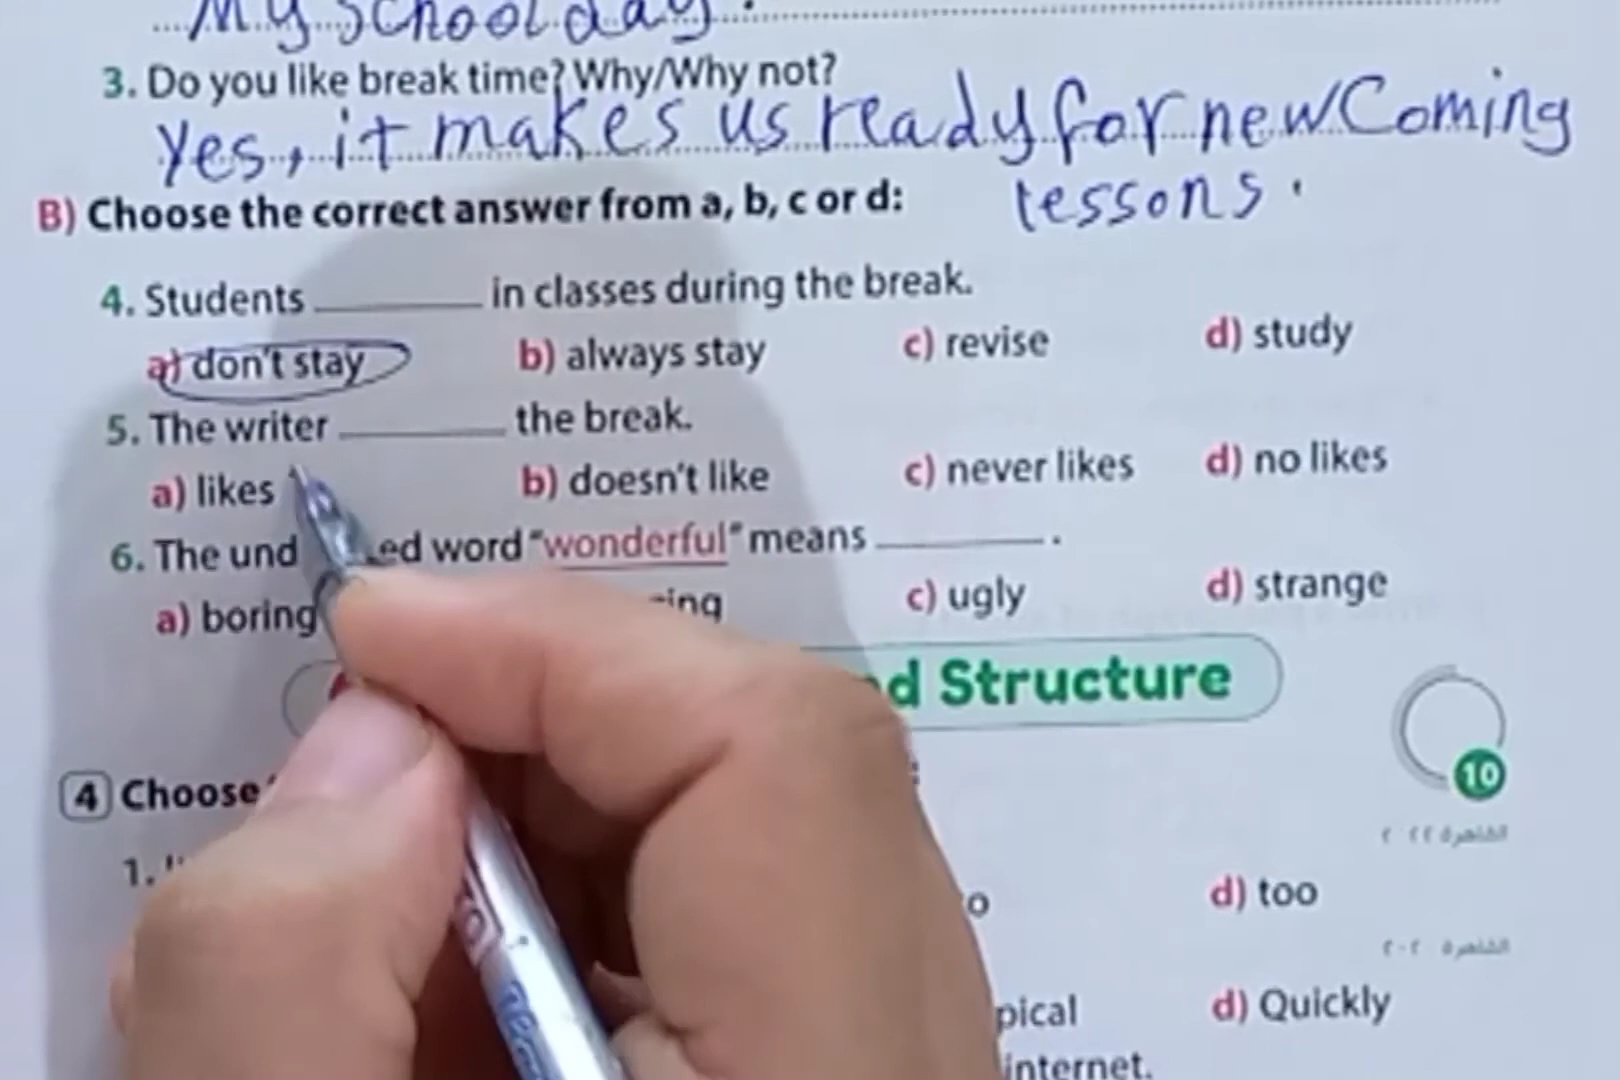 My school day.
3. Do you like break time? Why/Why not?
Yes, it makes us ready for new Coming
lessons.
B) Choose the correct answer from a, b, c or d:
4. Students ________ in classes during the break.
a) don't stay b) always stay c) revise d) study
5. The writer ________ the break.
a) likes b) doesn't like c) never likes d) no likes
6. The und ed word "wonderful" means ________ .
a) boring c) ugly d) strange
d Structure
10
4 Choose
1.
d) too
d) Quickly
internet.